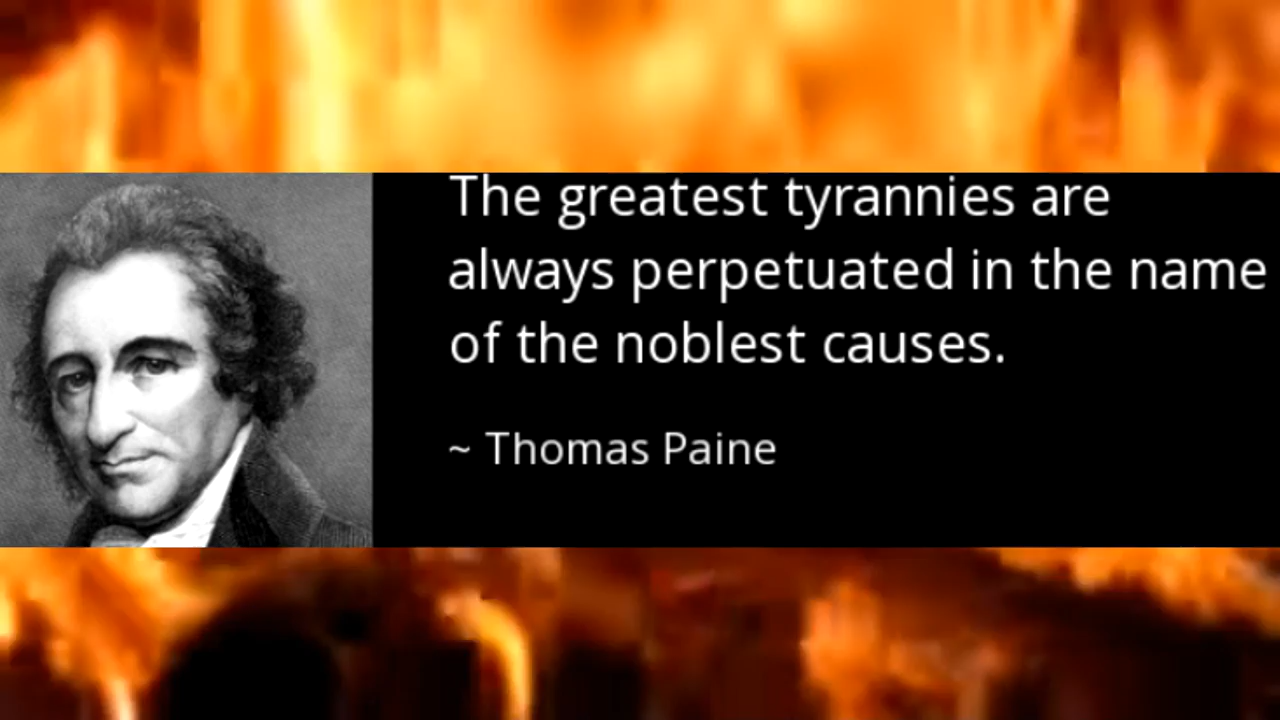 The greatest tyrannies are
always perpetuated in the name
of the noblest causes.
~ Thomas Paine